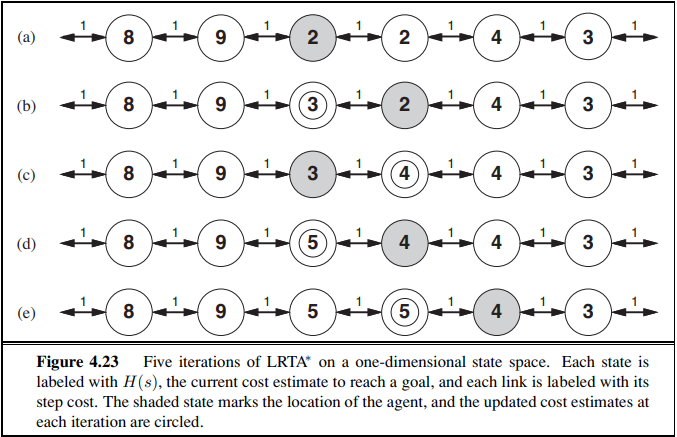 1 1 1 1 1 1 1
(a) 8 9 2 2 4 3
1 1 1 1 1 1 1
(b) 8 9 3 2 4 3
1 1 1 1 1 1 1
(c) 8 9 3 4 4 3
1 1 1 1 1 1 1
(d) 8 9 5 4 4 3
1 1 1 1 1 1 1
(e) 8 9 5 5 4 3
Figure 4.23 Five iterations of LRTA* on a one-dimensional state space. Each state is
labeled with H(s), the current cost estimate to reach a goal, and each link is labeled with its
step cost. The shaded state marks the location of the agent, and the updated cost estimates at
each iteration are circled.